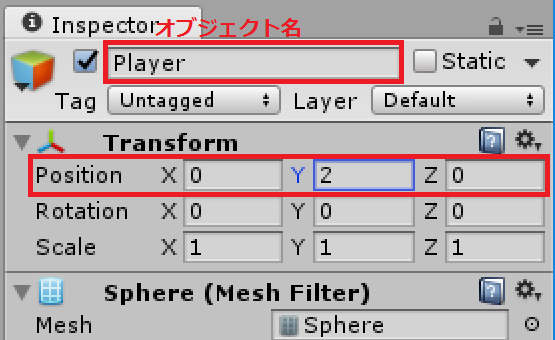 Inspector オブジェクト名
Player Static
Tag Untagged Layer Default
Transform
Position X 0 Y 2 Z 0
Rotation X 0 Y 0 Z 0
Scale X 1 Y 1 Z 1
Sphere (Mesh Filter)
Mesh Sphere